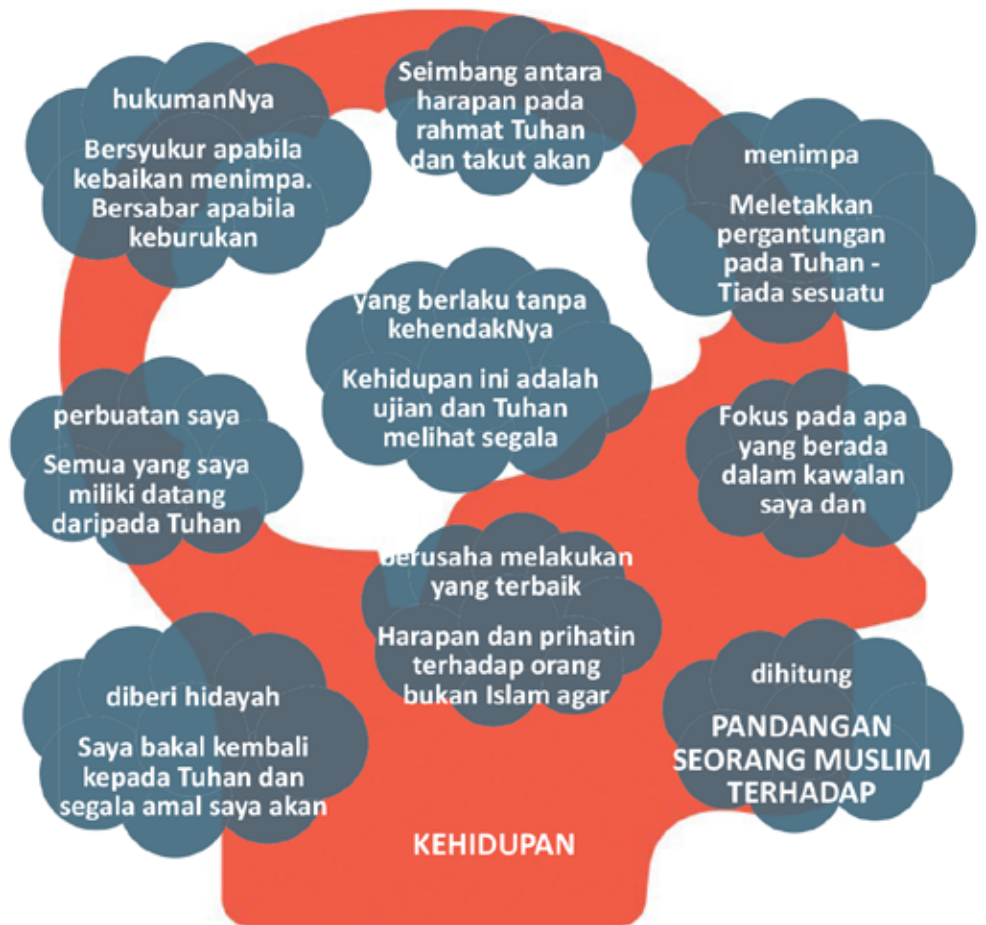 Seimbang antara
harapan pada
rahmat Tuhan
dan takut akan
hukumanNya
Bersyukur apabila
kebaikan menimpa.
Bersabar apabila
keburukan
menimpa
Meletakkan
pergantungan
pada Tuhan -
Tiada sesuatu
yang berlaku tanpa
kehendakNya
Kehidupan ini adalah
ujian dan Tuhan
melihat segala
perbuatan saya
Semua yang saya
miliki datang
daripada Tuhan
Fokus pada apa
yang berada
dalam kawalan
saya dan
berusaha melakukan
yang terbaik
Harapan dan prihatin
terhadap orang
bukan Islam agar
diberi hidayah
Saya bakal kembali
kepada Tuhan dan
segala amal saya akan
dihitung
PANDANGAN
SEORANG MUSLIM
TERHADAP
KEHIDUPAN